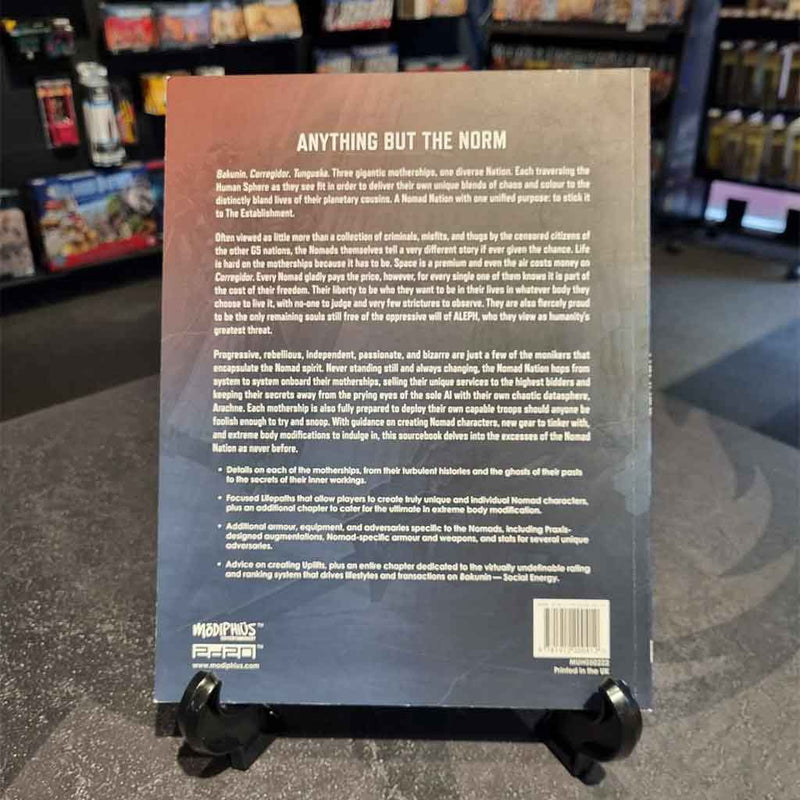 ANYTHING BUT THE NORM
Bakunin. Corregidor. Tunguska. Three gigantic motherships, one diverse Nation. Each traversing the
Human Sphere as they see fit in order to deliver their own unique blends of chaos and colour to the
distinctly bland lives of their planetary cousins. A Nomad Nation with one unified purpose: to stick it
to The Establishment.
Often viewed as little more than a collection of criminals, misfits, and thugs by the censored citizens of
the other G5 nations, the Nomads themselves tell a very different story if ever given the chance. Life
is hard on the motherships because it has to be. Space is a premium and even the air costs money on
Corregidor. Every Nomad gladly pays the price, however, for every single one of them knows it is part of
the cost of their freedom. Their liberty to be who they want to be in their lives in whatever body they
choose to live it, with no-one to judge and very few strictures to observe. They are also fiercely proud
to be the only remaining souls still free of the oppressive will of ALEPH, who they view as humanity's
greatest threat.
Progressive, rebellious, independent, passionate, and bizarre are just a few of the monikers that
encapsulate the Nomad spirit. Never standing still and always changing, the Nomad Nation hops from
system to system onboard their motherships, selling their unique services to the highest bidders and
keeping their secrets away from the prying eyes of the sole AI with their own chaotic datasphere,
Arachne. Each mothership is also fully prepared to deploy their own capable troops should anyone be
foolish enough to try and snoop. With guidance on creating Nomad characters, new gear to tinker with,
and extreme body modifications to indulge in, this sourcebook delves into the excesses of the Nomad
Nation as never before.
• Details on each of the motherships, from their turbulent histories and the ghosts of their pasts
to the secrets of their inner workings.
• Focused Lifepaths that allow players to create truly unique and individual Nomad characters,
plus an additional chapter to cater for the ultimate in extreme body modification.
• Additional armour, equipment, and adversaries specific to the Nomads, including Praxis-
designed augmentations, Nomad-specific armour and weapons, and stats for several unique
adversaries.
• Advice on creating Uplifts, plus an entire chapter dedicated to the virtually undefinable rating
and ranking system that drives lifestyles and transactions on Bakunin — Social Energy.
MODIPHIUS™
ENTERTAINMENT
2d20™
www.modiphius.com
MUH050222
Printed in the UK